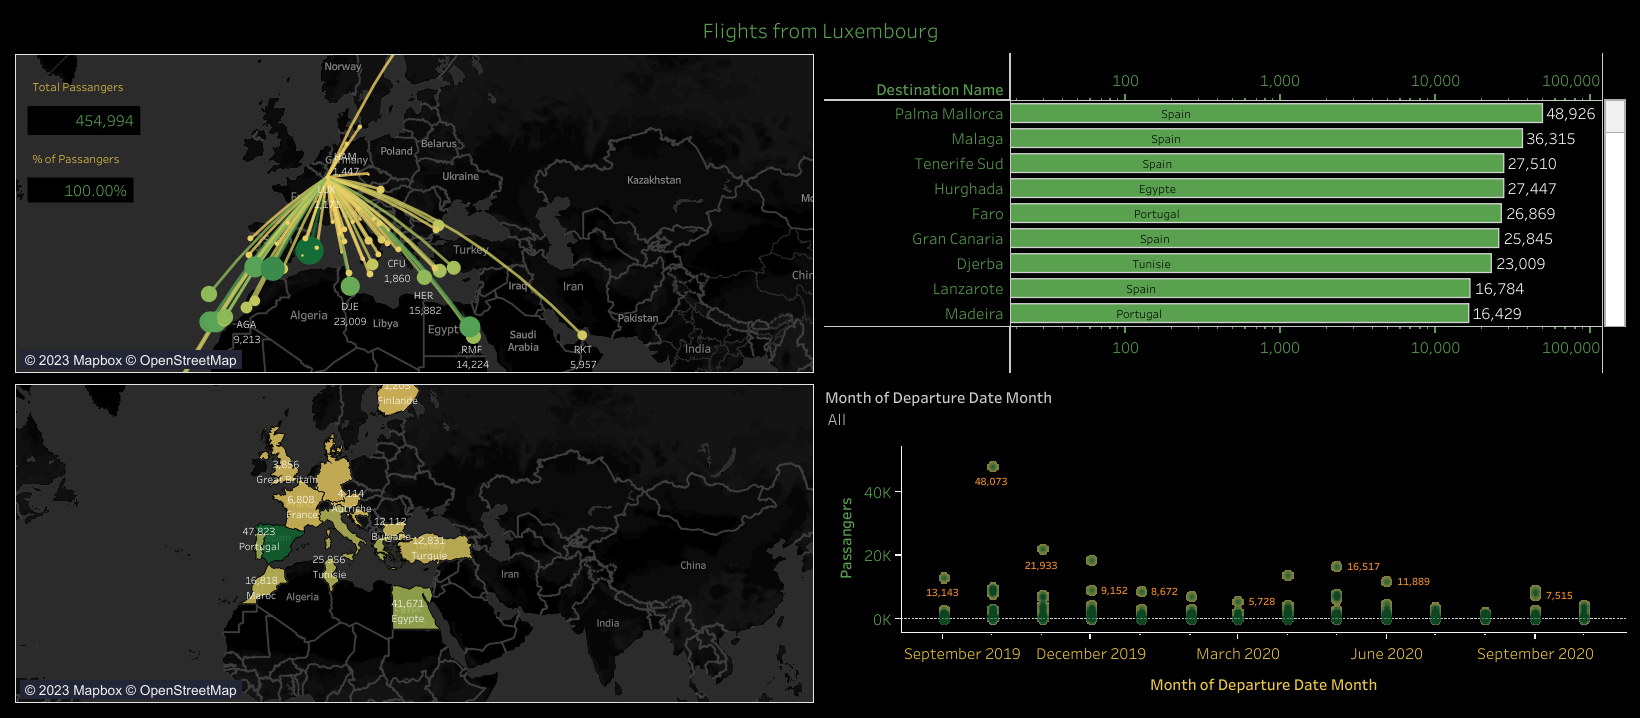 Flights from Luxembourg
Total Passangers
454,994
% of Passangers
100.00%
Norway
Belarus
Poland
Germany
HAM
1,447
Ukraine
Kazakhstan
LUX
Turkey
CFU
1,860
Iraq
Iran
HER
15,882
DJE
23,009
Algeria
Libya
Egypt
Saudi
Arabia
Pakistan
India
AGA
9,213
RMF
14,224
RKT
5,957
© 2023 Mapbox © OpenStreetMap
Destination Name
100 1,000 10,000 100,000
Palma Mallorca Spain 48,926
Malaga Spain 36,315
Tenerife Sud Spain 27,510
Hurghada Egypte 27,447
Faro Portugal 26,869
Gran Canaria Spain 25,845
Djerba Tunisie 23,009
Lanzarote Spain 16,784
Madeira Portugal 16,429
100 1,000 10,000 100,000
Finlande
3,856
Great Britain
6,808
France
4,114
Autriche
12,112
Bulgarie
12,831
Turquie
47,823
Portugal
Spain
25,956
Tunisie
16,818
Maroc
Algeria
41,671
Egypte
Iran
China
India
© 2023 Mapbox © OpenStreetMap
Month of Departure Date Month
All
Passangers
40K
20K
0K
13,143
48,073
21,933
9,152
8,672
5,728
16,517
11,889
7,515
September 2019 December 2019 March 2020 June 2020 September 2020
Month of Departure Date Month